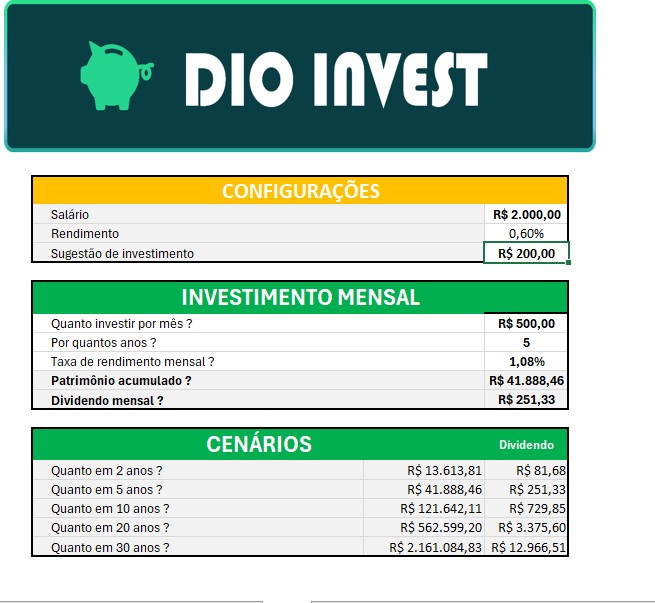 DIO INVEST
CONFIGURAÇÕES
Salário R$ 2.000,00
Rendimento 0,60%
Sugestão de investimento R$ 200,00
INVESTIMENTO MENSAL
Quanto investir por mês ? R$ 500,00
Por quantos anos ? 5
Taxa de rendimento mensal ? 1,08%
Patrimônio acumulado ? R$ 41.888,46
Dividendo mensal ? R$ 251,33
CENÁRIOS Dividendo
Quanto em 2 anos ? R$ 13.613,81 R$ 81,68
Quanto em 5 anos ? R$ 41.888,46 R$ 251,33
Quanto em 10 anos ? R$ 121.642,11 R$ 729,85
Quanto em 20 anos ? R$ 562.599,20 R$ 3.375,60
Quanto em 30 anos ? R$ 2.161.084,83 R$ 12.966,51